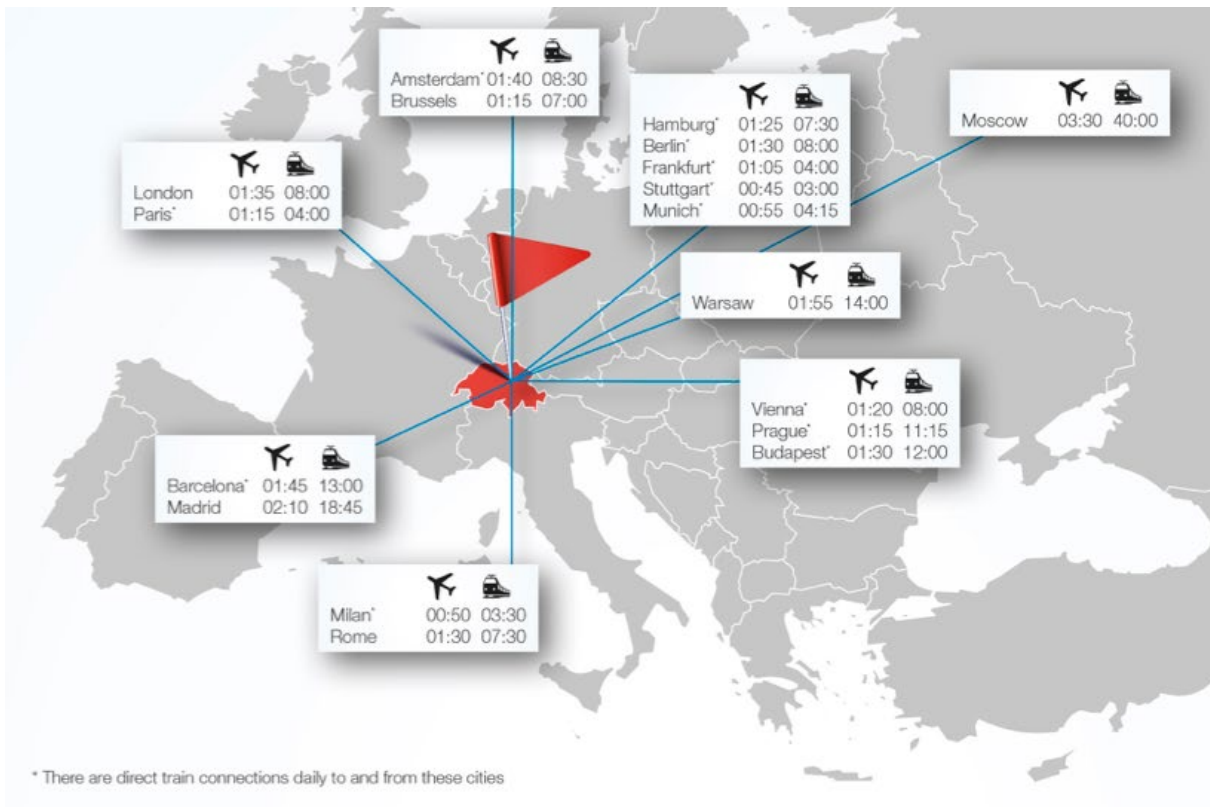 Amsterdam* 01:40 08:30
Brussels 01:15 07:00
Hamburg* 01:25 07:30
Berlin* 01:30 08:00
Frankfurt* 01:05 04:00
Stuttgart* 00:45 03:00
Munich* 00:55 04:15
Moscow 03:30 40:00
London 01:35 08:00
Paris* 01:15 04:00
Warsaw 01:55 14:00
Vienna* 01:20 08:00
Prague* 01:15 11:15
Budapest* 01:30 12:00
Barcelona* 01:45 13:00
Madrid 02:10 18:45
Milan* 00:50 03:30
Rome 01:30 07:30
* There are direct train connections daily to and from these cities